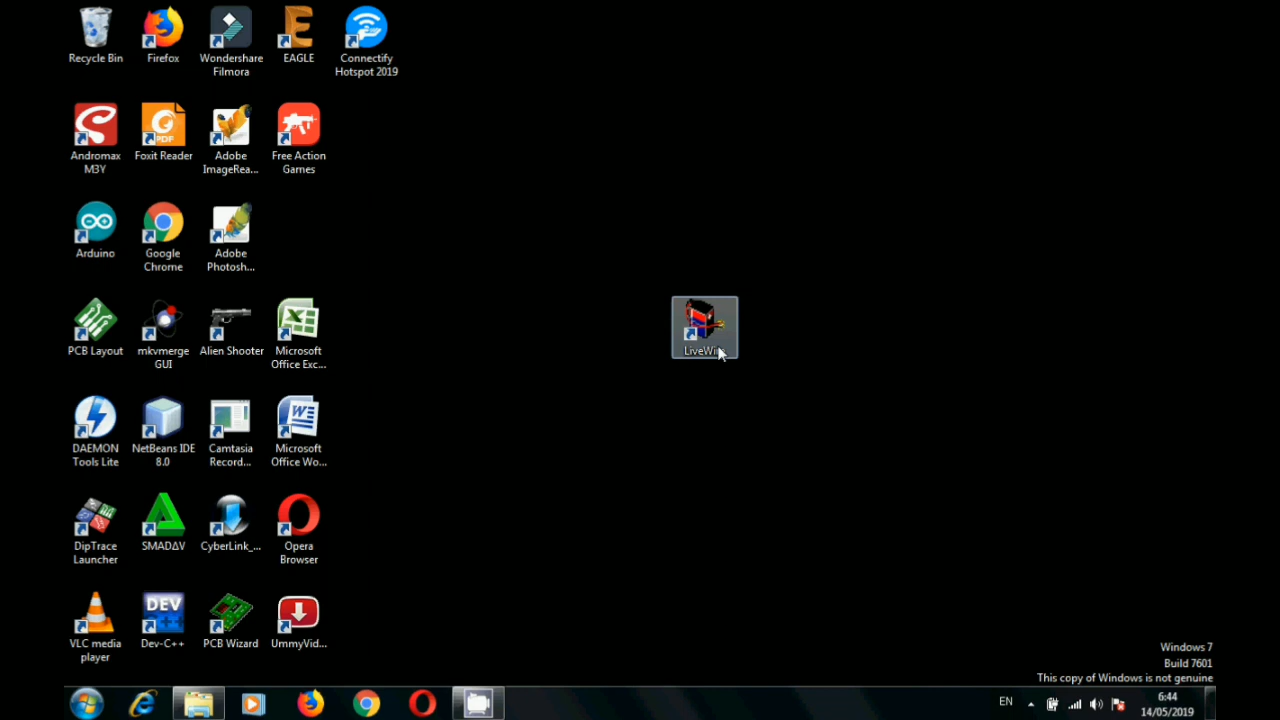 Recycle Bin
Firefox
Wondershare
Filmora
EAGLE
Connectify
Hotspot 2019
Andromax
M3Y
PDF
Foxit Reader
Adobe
ImageRea...
Free Action
Games
Arduino
Google
Chrome
Adobe
Photosh...
PCB Layout
mkvmerge
GUI
Alien Shooter
Microsoft
Office Exc...
DAEMON
Tools Lite
NetBeans IDE
8.0
Camtasia
Record...
Microsoft
Office Wo...
DipTrace
Launcher
SMADΔV
CyberLink_...
Opera
Browser
VLC media
player
DEV
Dev-C++
PCB Wizard
UmmyVid...
Windows 7
Build 7601
This copy of Windows is not genuine
EN
6:44
14/05/2019